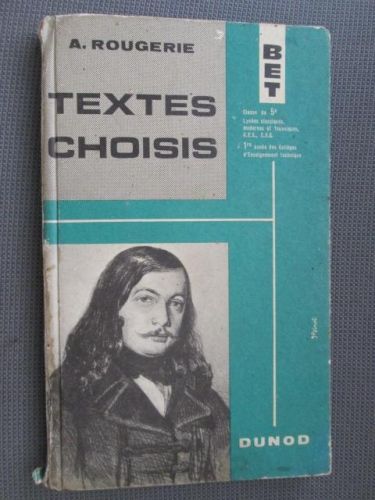 A. ROUGERIE
BET
TEXTES
CHOISIS
Classe de 5e
Lycées classiques,
modernes et techniques,
C.E.S., C.E.G.
1re année des Collèges
d'Enseignement technique
DUNOD